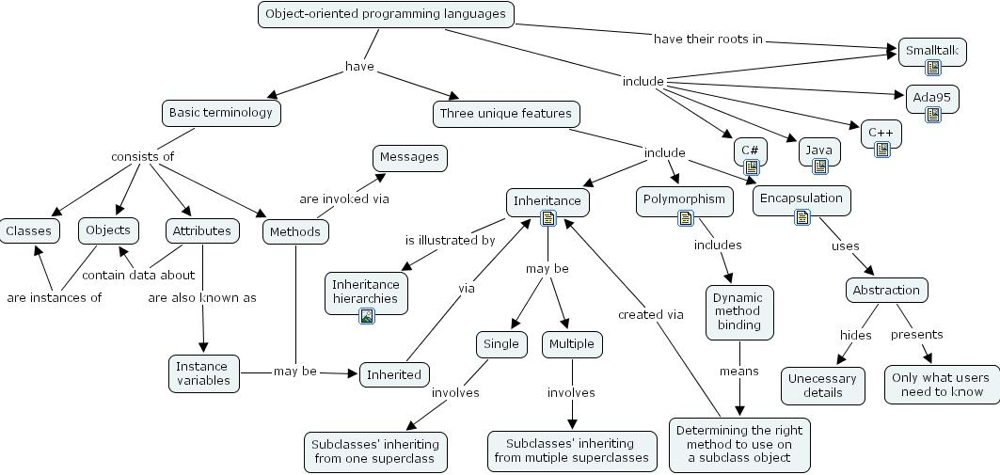 Object-oriented programming languages
have their roots in
Smalltalk
have
include
Ada95
Basic terminology
Three unique features
C++
C#
Java
consists of
Messages
include
are invoked via
Inheritance
Polymorphism
Encapsulation
Classes
Objects
Attributes
Methods
is illustrated by
includes
uses
contain data about
are instances of
are also known as
Inheritance
hierarchies
via
may be
created via
Dynamic
method
binding
Abstraction
hides
presents
Single
Multiple
Instance
variables
may be
Inherited
means
Unecessary
details
Only what users
need to know
involves
involves
Subclasses' inheriting
from one superclass
Subclasses' inheriting
from mutiple superclasses
Determining the right
method to use on
a subclass object